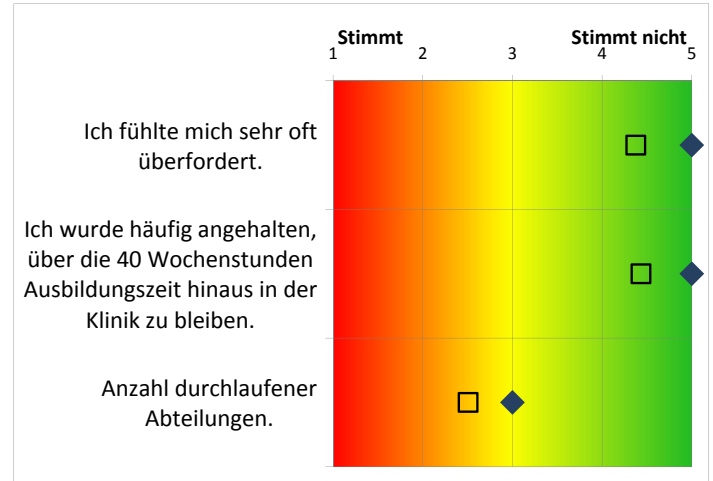 Stimmt Stimmt nicht
1 2 3 4 5
Ich fühlte mich sehr oft
überfordert.
Ich wurde häufig angehalten,
über die 40 Wochenstunden
Ausbildungszeit hinaus in der
Klinik zu bleiben.
Anzahl durchlaufener
Abteilungen.